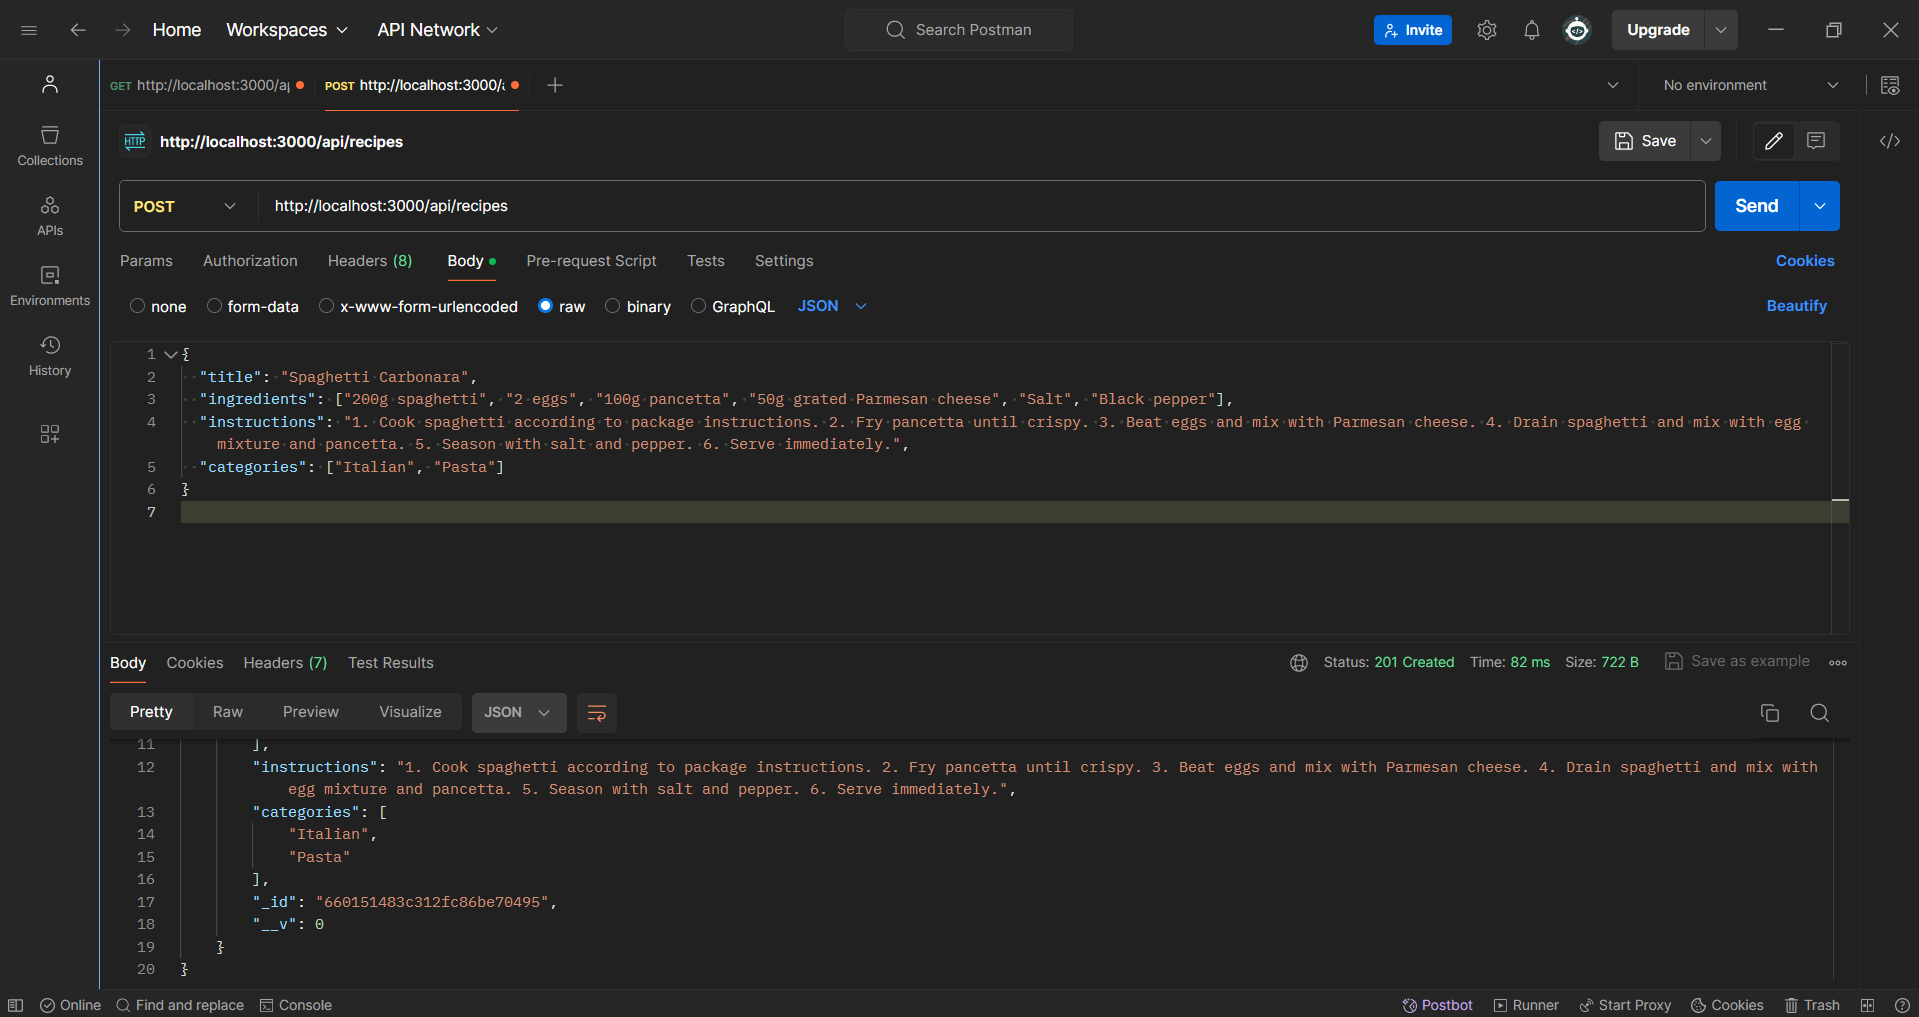 Home Workspaces API Network Search Postman Invite Upgrade
GET http://localhost:3000/a POST http://localhost:3000/ No environment
HTTP http://localhost:3000/api/recipes Save
Collections
APIs
Environments
History
POST http://localhost:3000/api/recipes Send
Params Authorization Headers (8) Body Pre-request Script Tests Settings Cookies
none form-data x-www-form-urlencoded raw binary GraphQL JSON Beautify
1 {
2 "title": "Spaghetti Carbonara",
3 "ingredients": ["200g spaghetti", "2 eggs", "100g pancetta", "50g grated Parmesan cheese", "Salt", "Black pepper"],
4 "instructions": "1. Cook spaghetti according to package instructions. 2. Fry pancetta until crispy. 3. Beat eggs and mix with Parmesan cheese. 4. Drain spaghetti and mix with egg
mixture and pancetta. 5. Season with salt and pepper. 6. Serve immediately.",
5 "categories": ["Italian", "Pasta"]
6 }
7
Body Cookies Headers (7) Test Results Status: 201 Created Time: 82 ms Size: 722 B Save as example
Pretty Raw Preview Visualize JSON
11 ],
12 "instructions": "1. Cook spaghetti according to package instructions. 2. Fry pancetta until crispy. 3. Beat eggs and mix with Parmesan cheese. 4. Drain spaghetti and mix with
egg mixture and pancetta. 5. Season with salt and pepper. 6. Serve immediately.",
13 "categories": [
14 "Italian",
15 "Pasta"
16 ],
17 "_id": "660151483c312fc86be70495",
18 "__v": 0
19 }
20 }
Online Find and replace Console Postbot Runner Start Proxy Cookies Trash